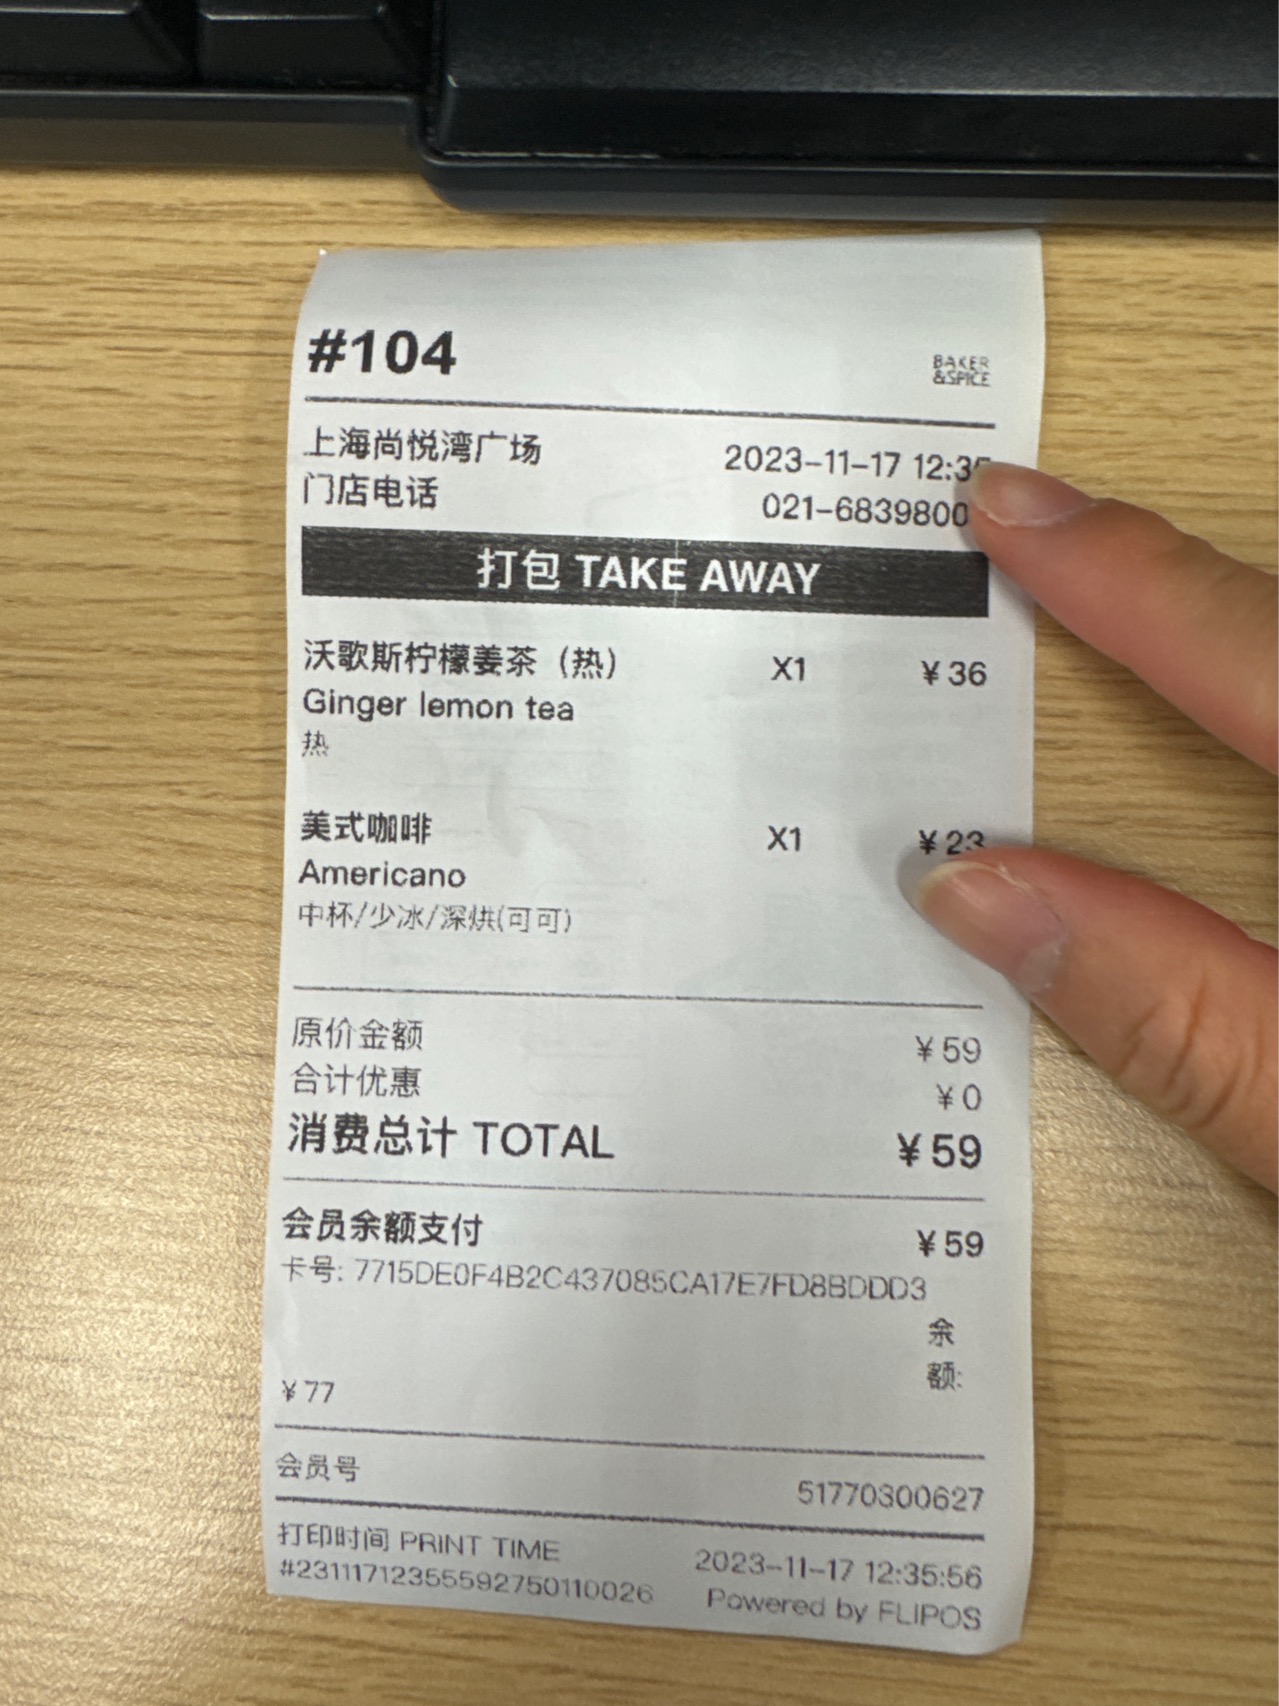 #104
BAKER
&SPICE
上海尚悦湾广场 2023-11-17 12:35
门店电话 021-6839800
打包 TAKE AWAY
沃歌斯柠檬姜茶（热） X1 ¥36
Ginger lemon tea
热
美式咖啡 X1 ¥23
Americano
中杯/少冰/深烘(可可)
原价金额 ¥59
合计优惠 ¥0
消费总计 TOTAL ¥59
会员余额支付 ¥59
卡号: 7715DE0F4B2C437085CA17E7FD8BDDD3
余
额:
¥77
会员号 51770300627
打印时间 PRINT TIME 2023-11-17 12:35:56
#231117123555592750110026 Powered by FLIPOS